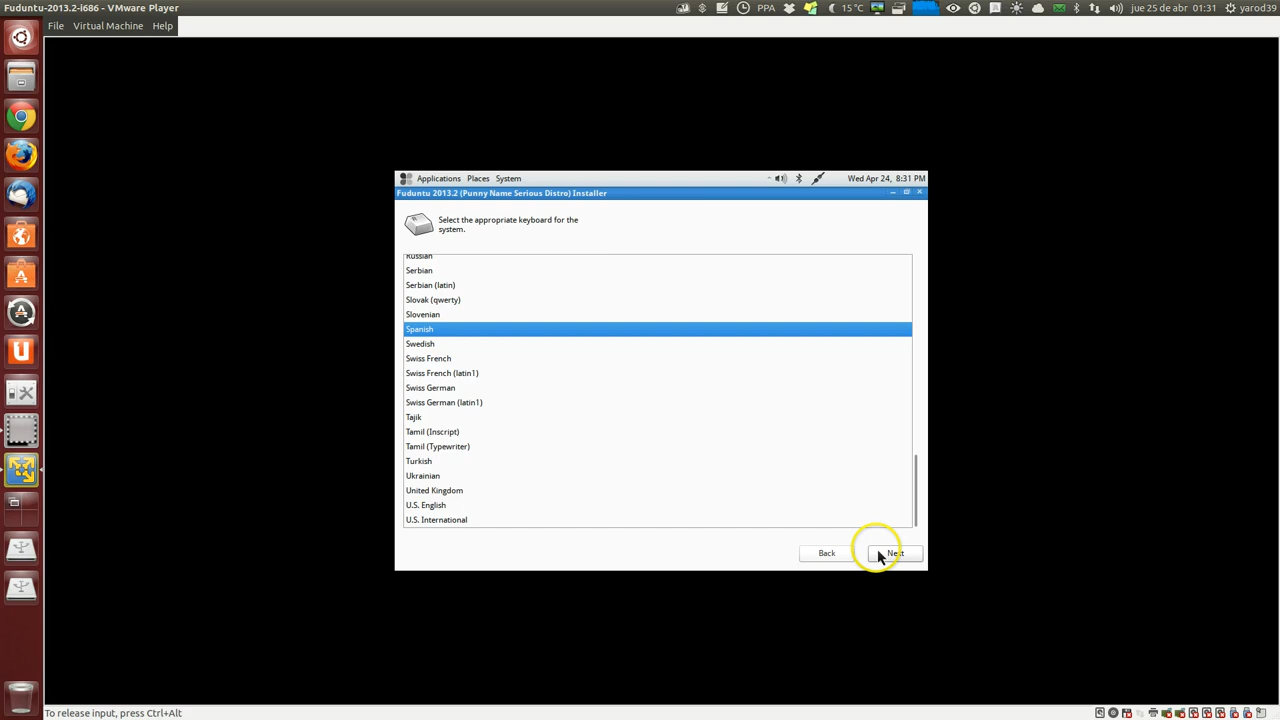 Fuduntu-2013.2-i686 - VMware Player
PPA
15°C
jue 25 de abr 01:31
yarod39
File Virtual Machine Help
Applications Places System
Wed Apr 24, 8:31 PM
Fuduntu 2013.2 (Punny Name Serious Distro) Installer
Select the appropriate keyboard for the
system.
Russian
Serbian
Serbian (latin)
Slovak (qwerty)
Slovenian
Spanish
Swedish
Swiss French
Swiss French (latin1)
Swiss German
Swiss German (latin1)
Tajik
Tamil (Inscript)
Tamil (Typewriter)
Turkish
Ukrainian
United Kingdom
U.S. English
U.S. International
Back
Next
To release input, press Ctrl+Alt